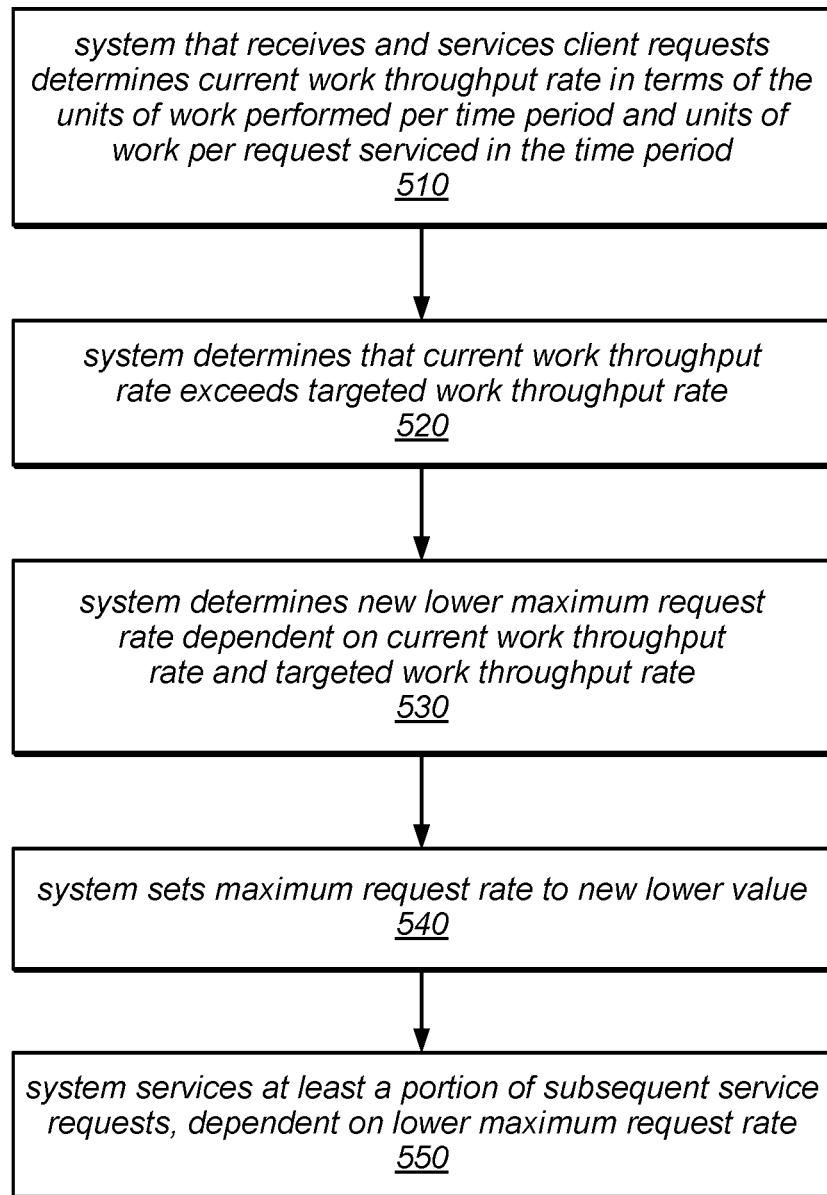 system that receives and services client requests
determines current work throughput rate in terms of the
units of work performed per time period and units of
work per request serviced in the time period
510
system determines that current work throughput
rate exceeds targeted work throughput rate
520
system determines new lower maximum request
rate dependent on current work throughput
rate and targeted work throughput rate
530
system sets maximum request rate to new lower value
540
system services at least a portion of subsequent service
requests, dependent on lower maximum request rate
550